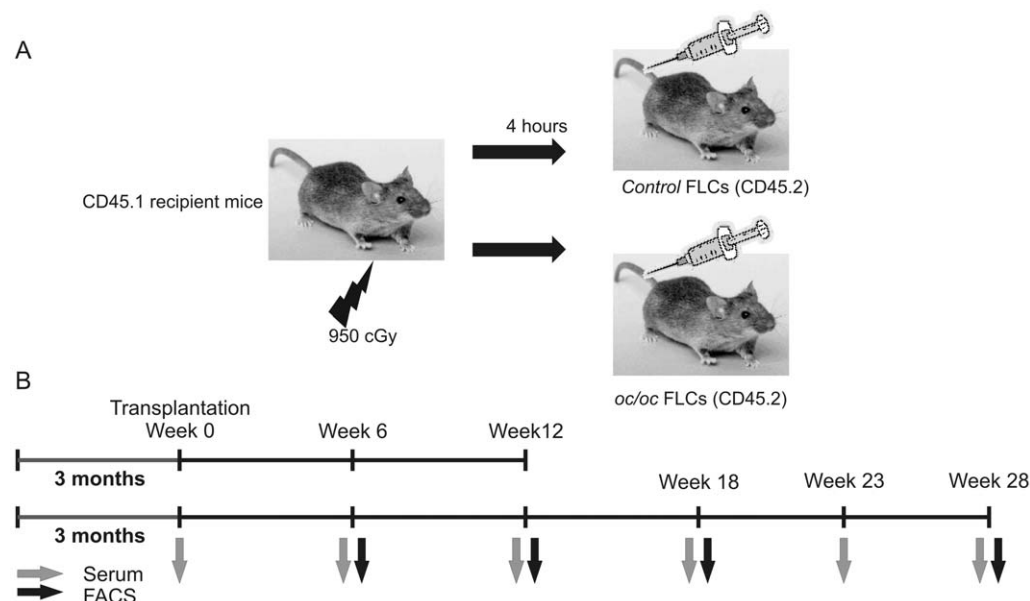 A
4 hours
Control FLCs (CD45.2)
CD45.1 recipient mice
950 cGy
oc/oc FLCs (CD45.2)
B
Transplantation
Week 0
Week 6
Week12
3 months
Week 18
Week 23
Week 28
3 months
Serum
FACS